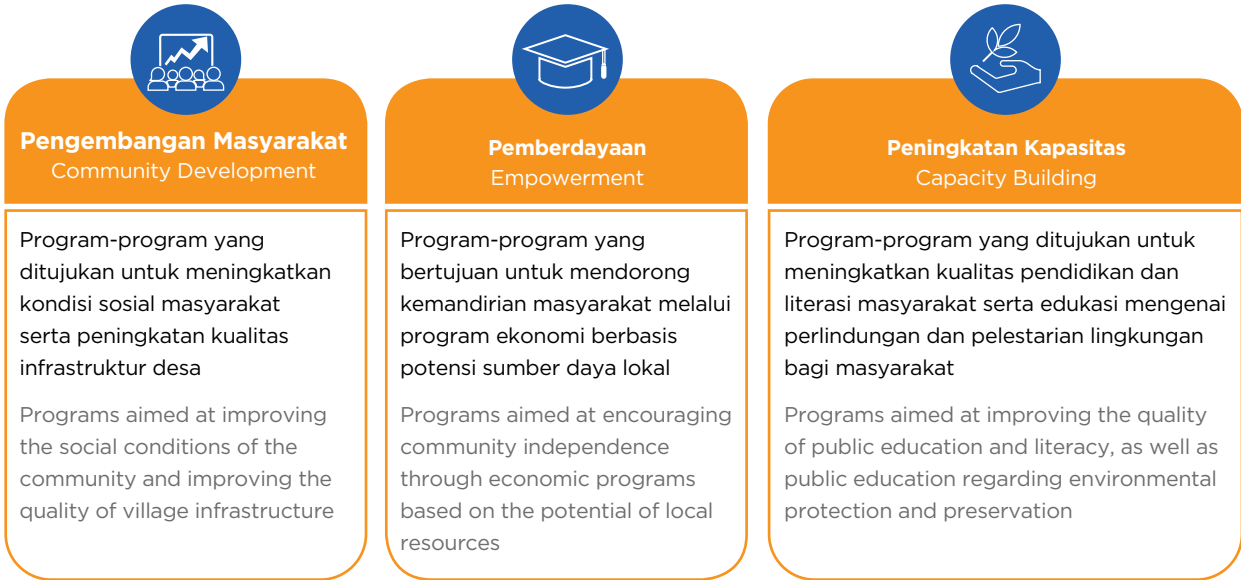 Pengembangan Masyarakat
Community Development
Program-program yang
ditujukan untuk meningkatkan
kondisi sosial masyarakat
serta peningkatan kualitas
infrastruktur desa
Programs aimed at improving
the social conditions of the
community and improving the
quality of village infrastructure
Pemberdayaan
Empowerment
Program-program yang
bertujuan untuk mendorong
kemandirian masyarakat melalui
program ekonomi berbasis
potensi sumber daya lokal
Programs aimed at encouraging
community independence
through economic programs
based on the potential of local
resources
Peningkatan Kapasitas
Capacity Building
Program-program yang ditujukan untuk
meningkatkan kualitas pendidikan dan
literasi masyarakat serta edukasi mengenai
perlindungan dan pelestarian lingkungan
bagi masyarakat
Programs aimed at improving the quality
of public education and literacy, as well as
public education regarding environmental
protection and preservation